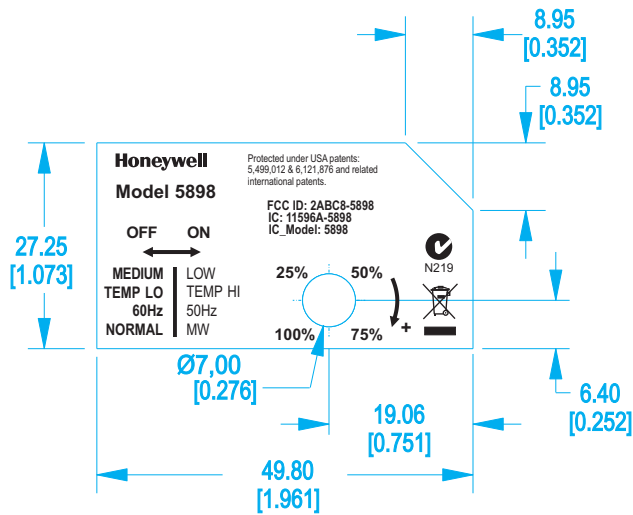 8.95
[0.352]
8.95
[0.352]
Honeywell
Model 5898
Protected under USA patents:
5,499,012 & 6,121,876 and related
international patents.
FCC ID: 2ABC8-5898
IC: 11596A-5898
IC_Model: 5898
OFF ON
MEDIUM LOW
TEMP LO TEMP HI
60Hz 50Hz
NORMAL MW
25% 50%
100% 75%
+
N219
27.25
[1.073]
Ø7,00
[0.276]
6.40
[0.252]
19.06
[0.751]
49.80
[1.961]